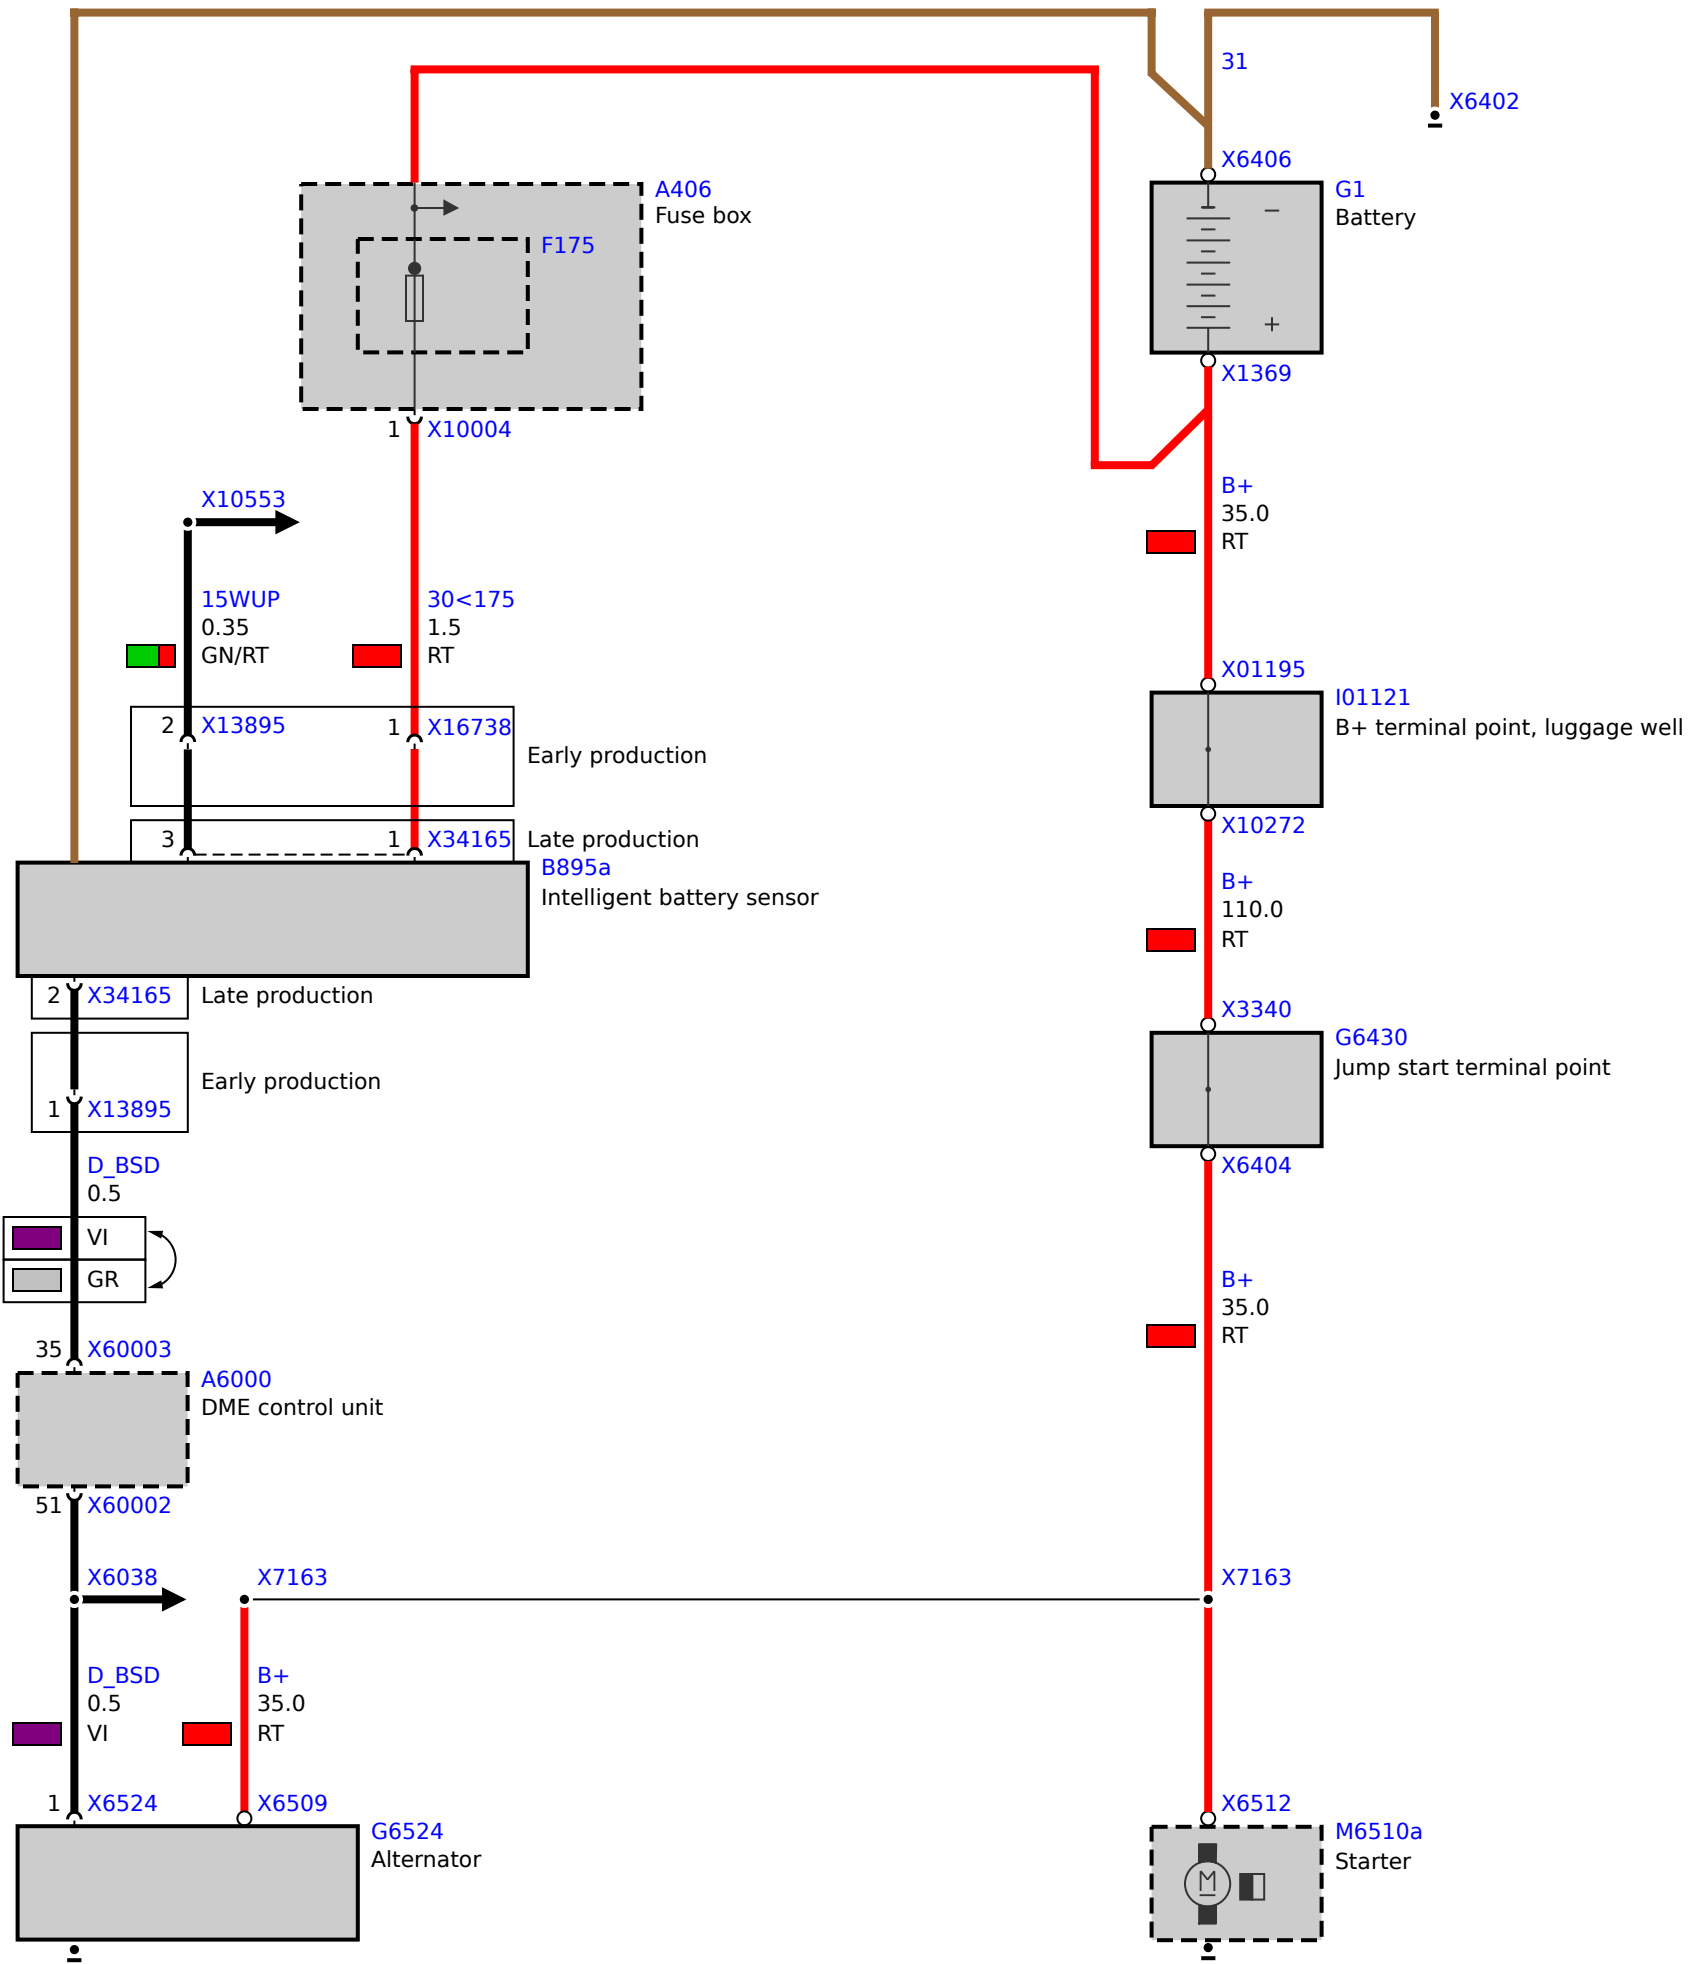 31
X6402
X6406
A406
Fuse box
G1
Battery
−
F175
+
X1369
1 X10004
B+
35.0
RT
X10553
15WUP
0.35
GN/RT
30<175
1.5
RT
X01195
I01121
B+ terminal point, luggage well
2 X13895
1 X16738
Early production
X10272
3
1 X34165
Late production
B895a
Intelligent battery sensor
B+
110.0
RT
2 X34165
Late production
X3340
G6430
Jump start terminal point
Early production
1 X13895
X6404
D_BSD
0.5
VI
GR
B+
35.0
RT
35 X60003
A6000
DME control unit
51 X60002
X6038
X7163
X7163
D_BSD
0.5
VI
B+
35.0
RT
1 X6524
X6509
X6512
G6524
Alternator
M6510a
Starter
M